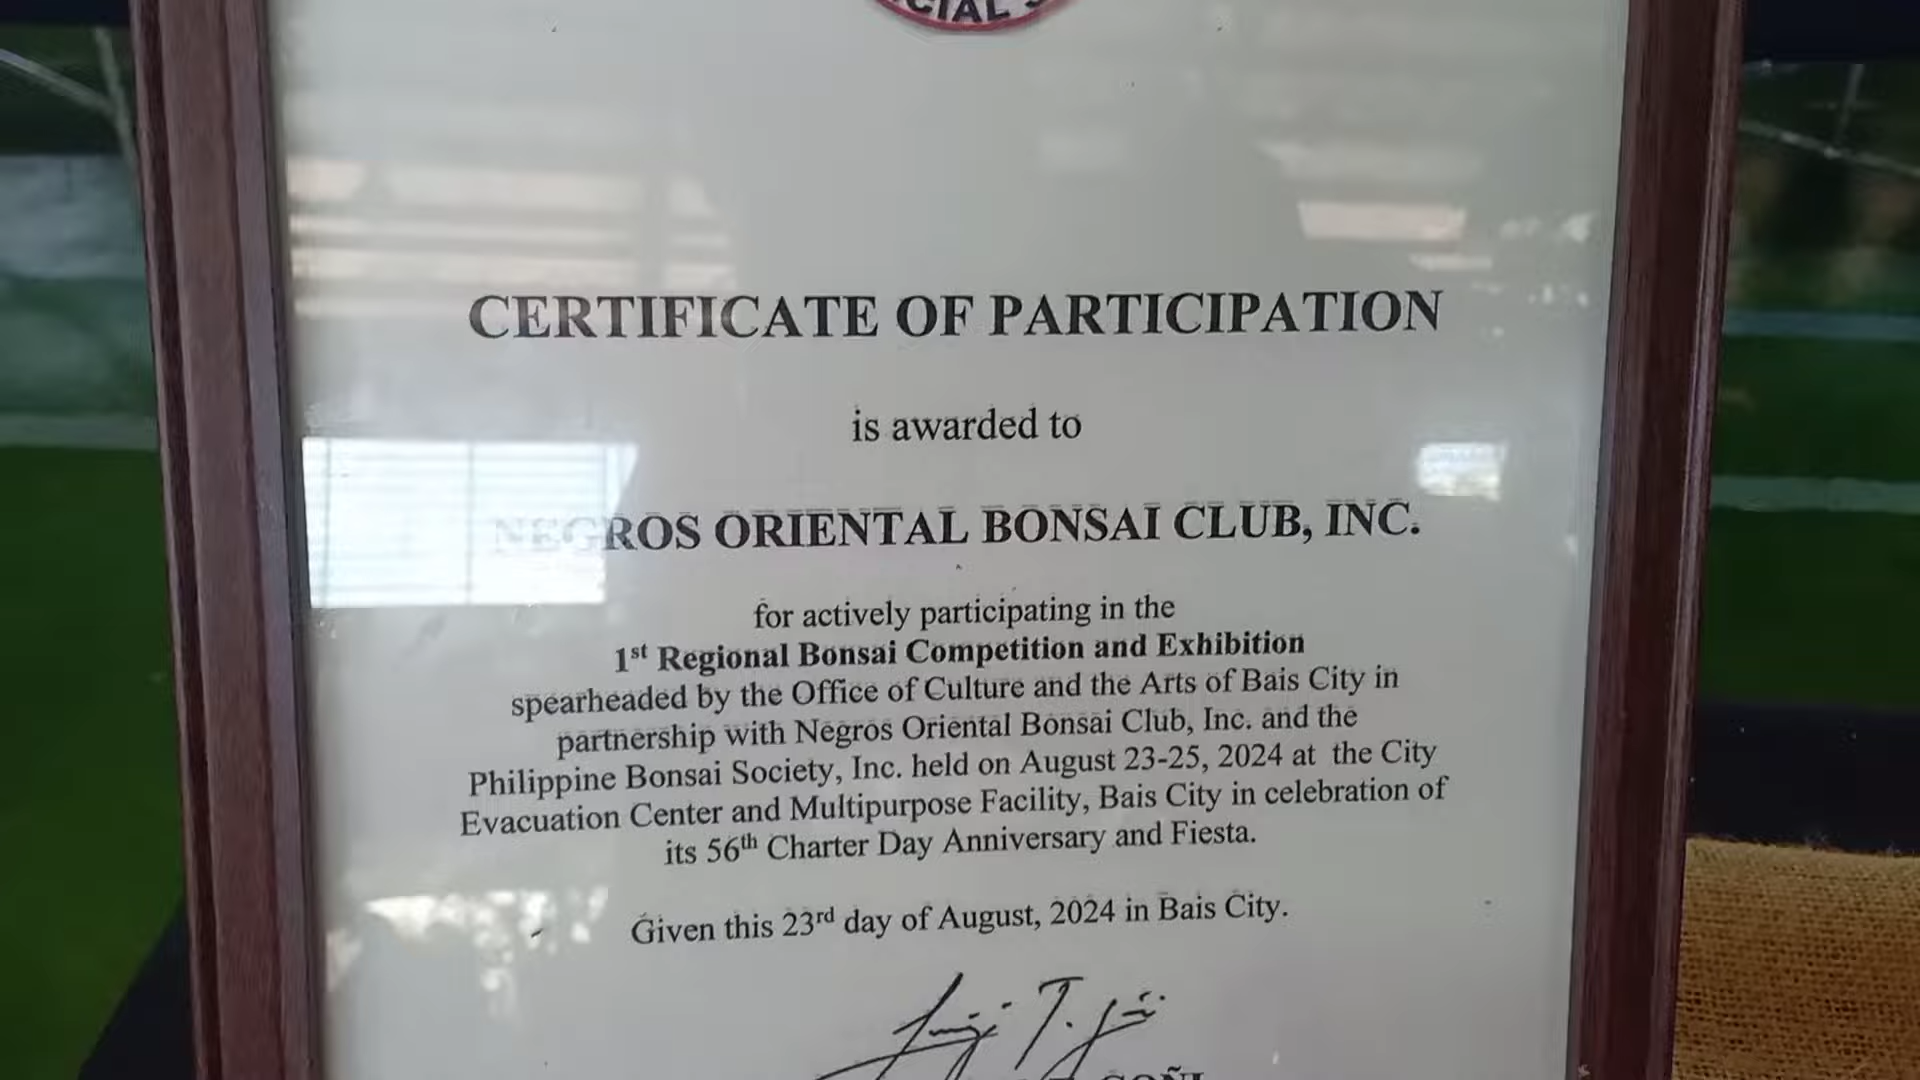 CIAL S
CERTIFICATE OF PARTICIPATION
is awarded to
NEGROS ORIENTAL BONSAI CLUB, INC.
for actively participating in the
1st Regional Bonsai Competition and Exhibition
spearheaded by the Office of Culture and the Arts of Bais City in
partnership with Negros Oriental Bonsai Club, Inc. and the
Philippine Bonsai Society, Inc. held on August 23-25, 2024 at the City
Evacuation Center and Multipurpose Facility, Bais City in celebration of
its 56th Charter Day Anniversary and Fiesta.
Given this 23rd day of August, 2024 in Bais City.